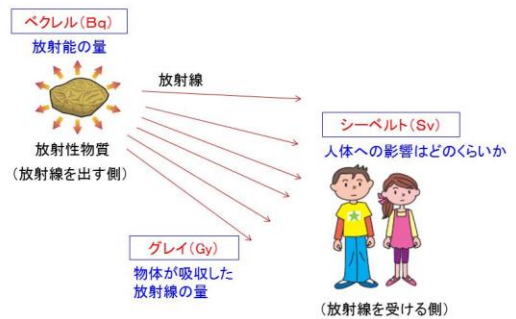 ベクレル(Bq)
放射能の量
放射線
放射性物質
(放射線を出す側)
シーベルト(Sv)
人体への影響はどのくらいか
グレイ(Gy)
物体が吸収した
放射線の量
(放射線を受ける側)